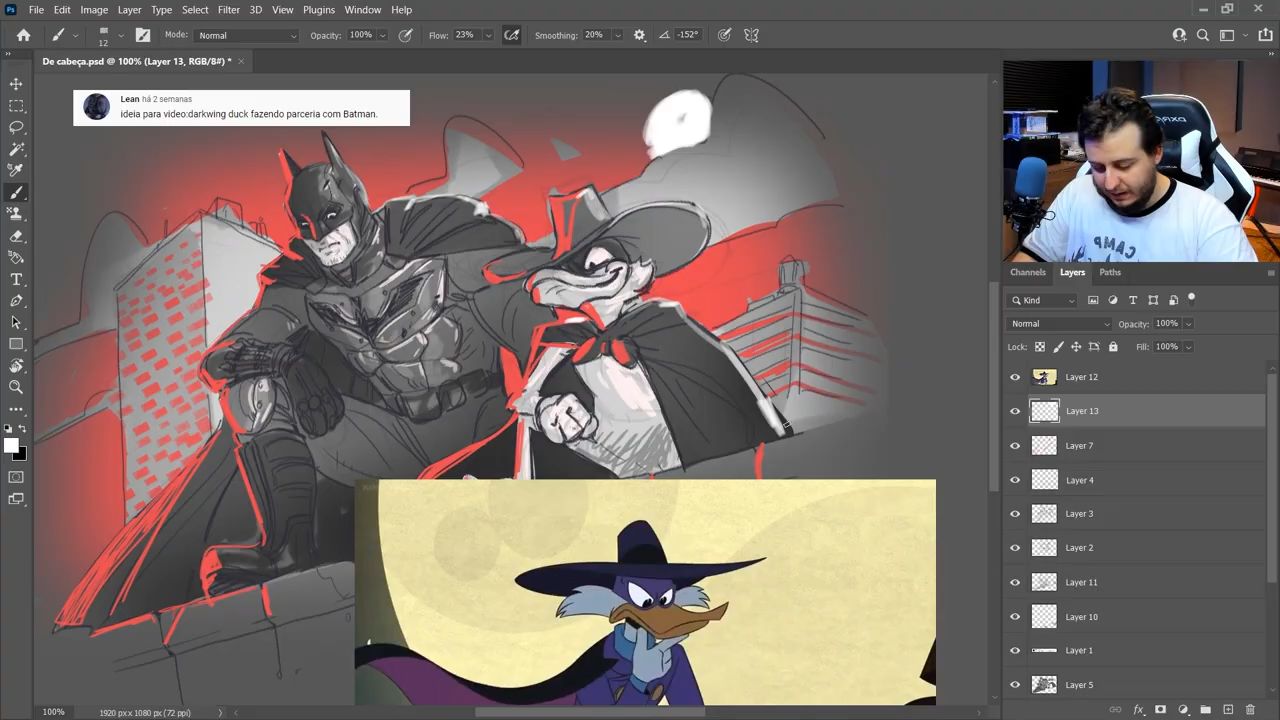 File Edit Image Layer Type Select Filter 3D View Plugins Window Help
12 Mode: Normal Opacity: 100% Flow: 23% Smoothing: 20% -152°
De cabeça.psd @ 100% (Layer 13, RGB/8#) *
Lean há 2 semanas
ideia para video:darkwing duck fazendo parceria com Batman.
CAMP
Channels Layers Paths
Kind
Normal Opacity: 100%
Lock: Fill: 100%
Layer 12
Layer 13
Layer 7
Layer 4
Layer 3
Layer 2
Layer 11
Layer 10
Layer 1
Layer 5
100% 1920 px x 1080 px (72 ppi)